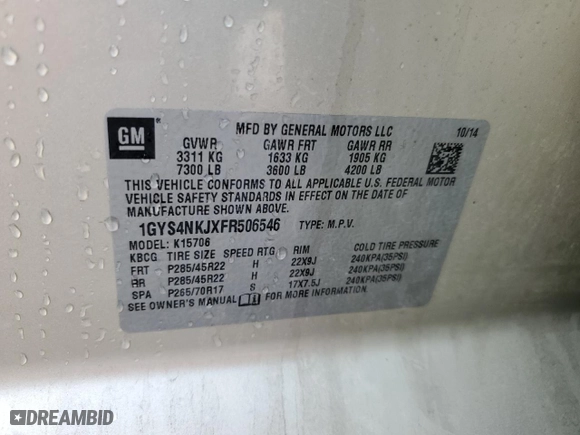 GM
MFD BY GENERAL MOTORS LLC 10/14
GVWR GAWR FRT GAWR RR
3311 KG 1633 KG 1905 KG
7300 LB 3600 LB 4200 LB
THIS VEHICLE CONFORMS TO ALL APPLICABLE U.S. FEDERAL MOTOR
VEHICLE SAFETY STANDARDS IN EFFECT ON THE DATE OF
MANUFACTURE SHOWN ABOVE.
1GYS4NKJXFR506546 TYPE: M.P.V.
MODEL: K15706
KBCG TIRE SIZE SPEED RTG RIM COLD TIRE PRESSURE
FRT P285/45R22 H 22X9J 240KPA(35PSI)
RR P285/45R22 H 22X9J 240KPA(35PSI)
SPA P265/70R17 S 17X7.5J 240KPA(35PSI)
SEE OWNER'S MANUAL FOR MORE INFORMATION.
DREAMBID